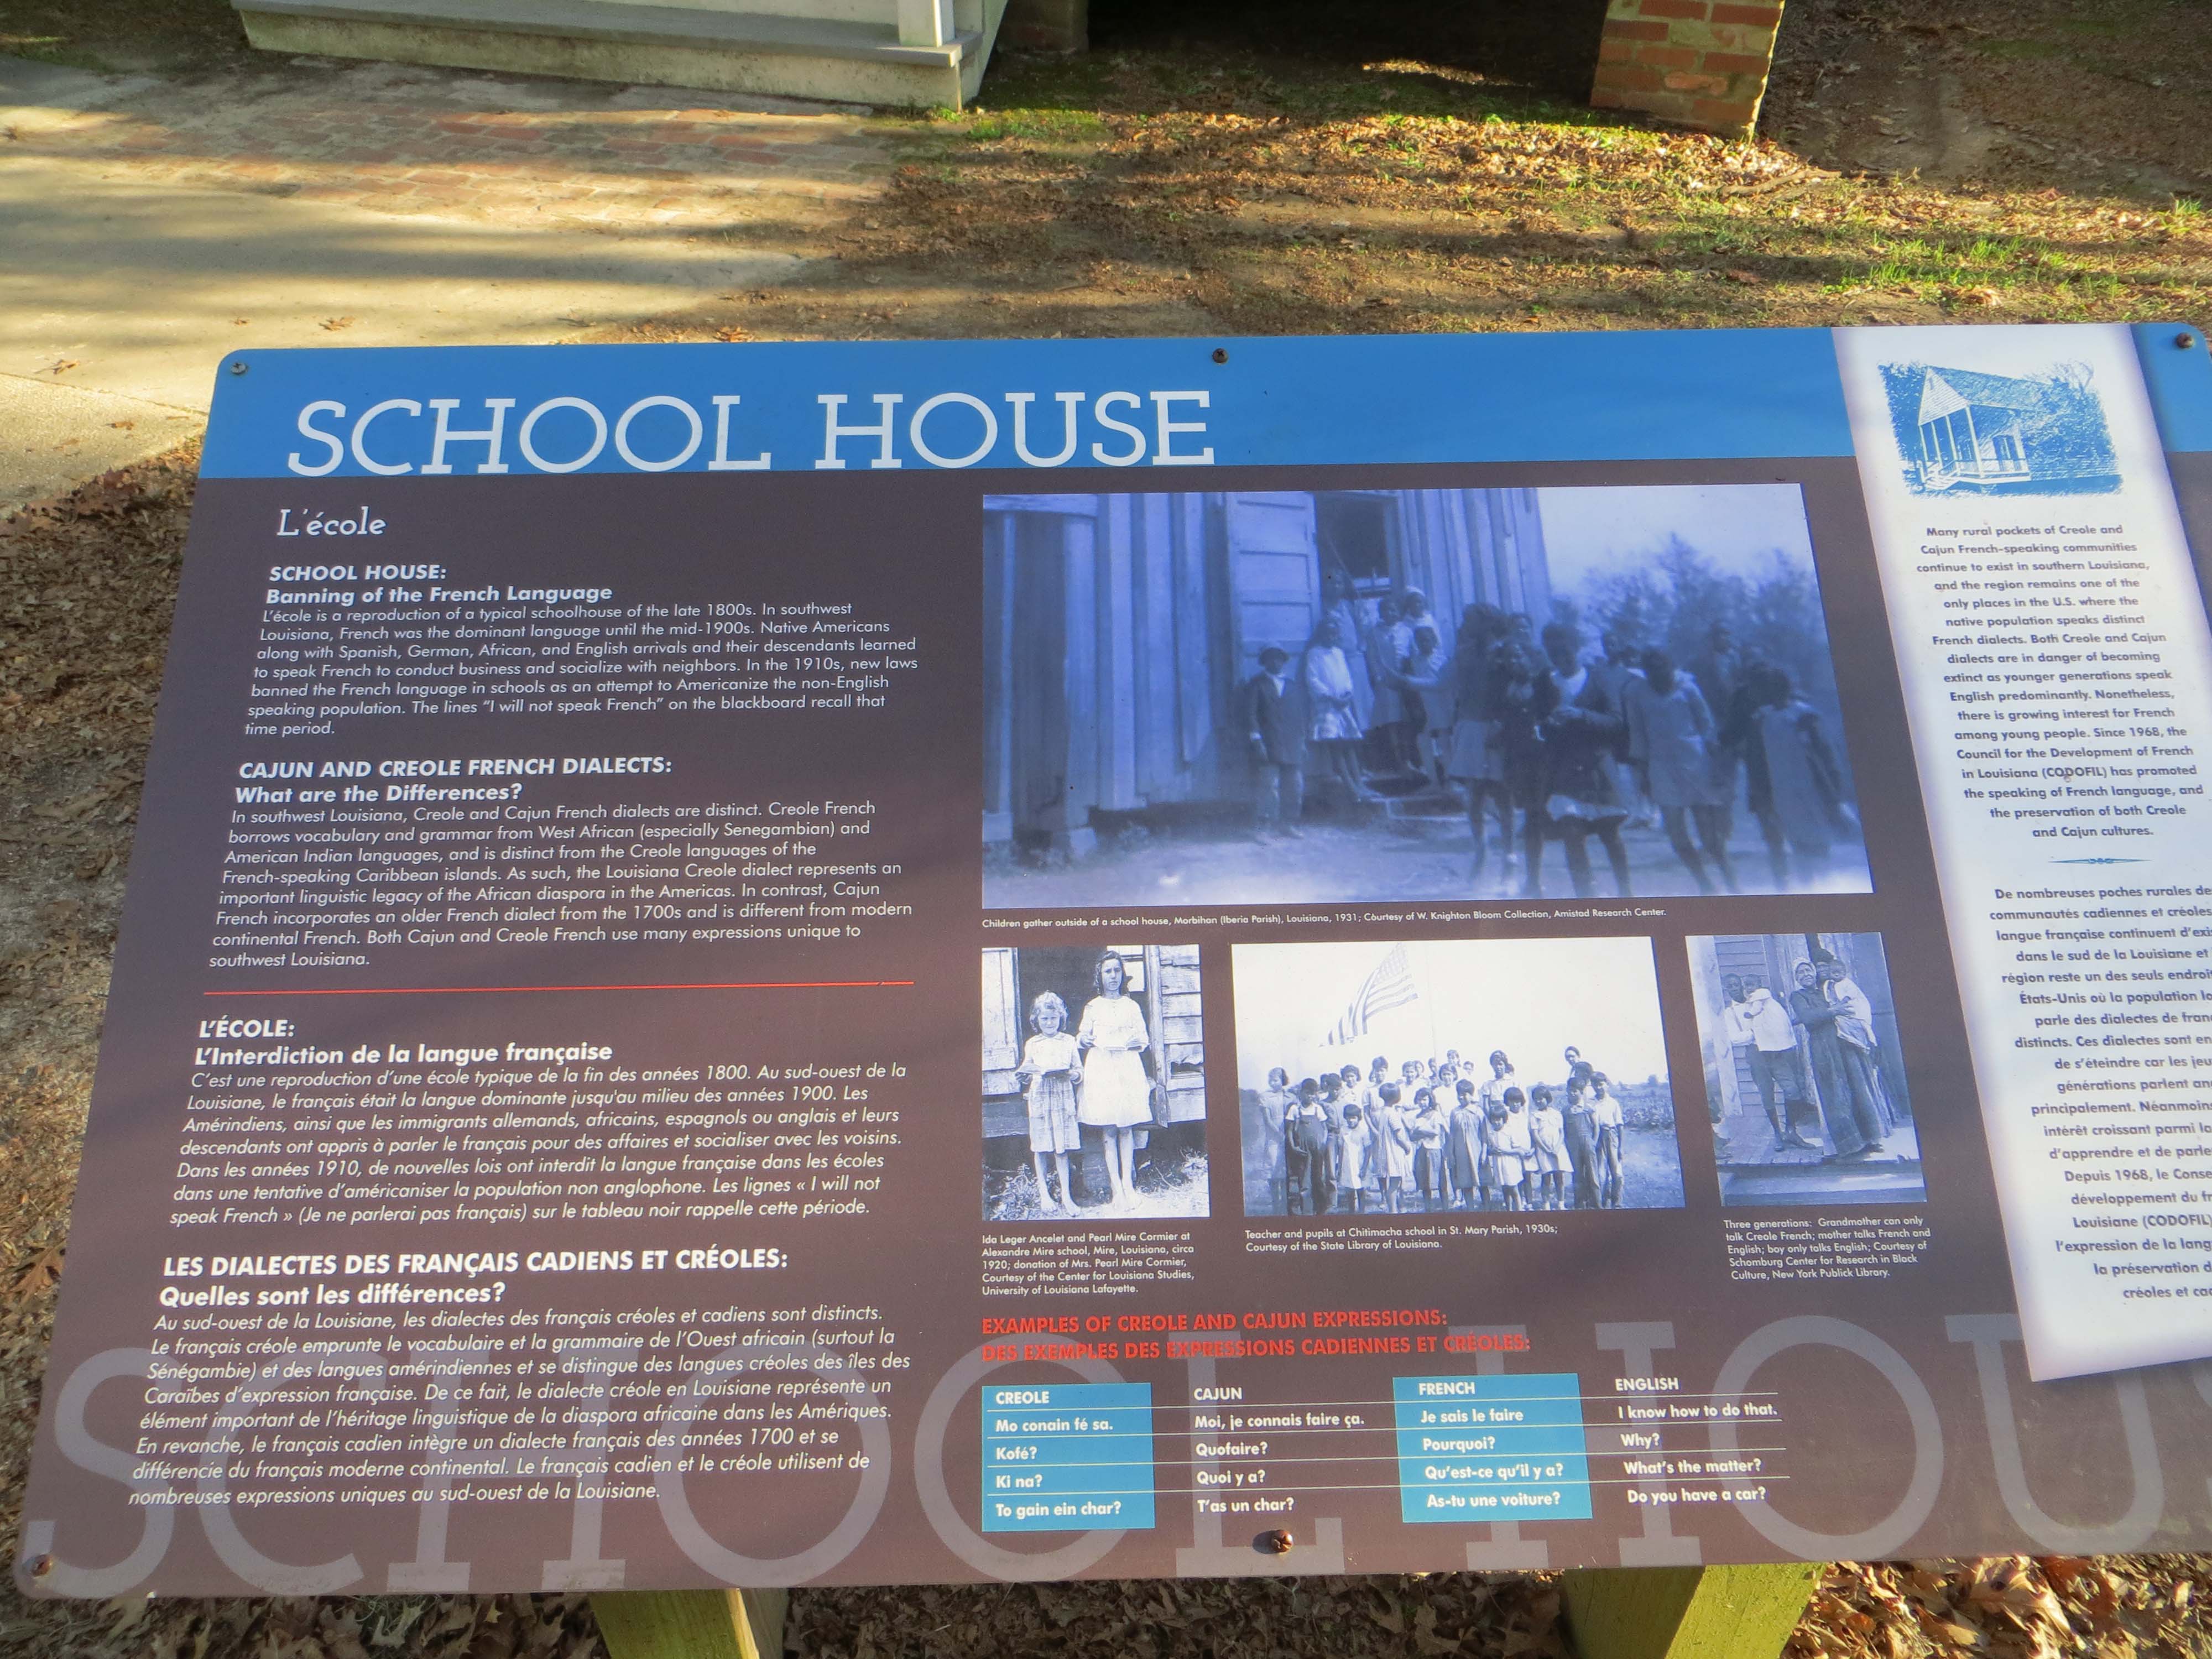 SCHOOL HOUSE
L'école
SCHOOL HOUSE:
Banning of the French Language
L'école is a reproduction of a typical schoolhouse of the late 1800s. In southwest
Louisiana, French was the dominant language until the mid-1900s. Native Americans
along with Spanish, German, African, and English arrivals and their descendants learned
to speak French to conduct business and socialize with neighbors. In the 1910s, new laws
banned the French language in schools as an attempt to Americanize the non-English
speaking population. The lines "I will not speak French" on the blackboard recall that
time period.
CAJUN AND CREOLE FRENCH DIALECTS:
What are the Differences?
In southwest Louisiana, Creole and Cajun French dialects are distinct. Creole French
borrows vocabulary and grammar from West African (especially Senegambian) and
American Indian languages, and is distinct from the Creole languages of the
French-speaking Caribbean islands. As such, the Louisiana Creole dialect represents an
important linguistic legacy of the African diaspora in the Americas. In contrast, Cajun
French incorporates an older French dialect from the 1700s and is different from modern
continental French. Both Cajun and Creole French use many expressions unique to
southwest Louisiana.
L'ÉCOLE:
L'Interdiction de la langue française
C'est une reproduction d'une école typique de la fin des années 1800. Au sud-ouest de la
Louisiane, le français était la langue dominante jusqu'au milieu des années 1900. Les
Amérindiens, ainsi que les immigrants allemands, africains, espagnols ou anglais et leurs
descendants ont appris à parler le français pour des affaires et socialiser avec les voisins.
Dans les années 1910, de nouvelles lois ont interdit la langue française dans les écoles
dans une tentative d'américaniser la population non anglophone. Les lignes « I will not
speak French » (Je ne parlerai pas français) sur le tableau noir rappelle cette période.
LES DIALECTES DES FRANÇAIS CADIENS ET CRÉOLES:
Quelles sont les différences?
Au sud-ouest de la Louisiane, les dialectes des français créoles et cadiens sont distincts.
Le français créole emprunte le vocabulaire et la grammaire de l'Ouest africain (surtout la
Sénégambie) et des langues amérindiennes et se distingue des langues créoles des îles des
Caraïbes d'expression française. De ce fait, le dialecte créole en Louisiane représente un
élément important de l'héritage linguistique de la diaspora africaine dans les Amériques.
En revanche, le français cadien intègre un dialecte français des années 1700 et se
différencie du français moderne continental. Le français cadien et le créole utilisent de
nombreuses expressions uniques au sud-ouest de la Louisiane.
Children gather outside of a school house, Morbihan (Iberia Parish), Louisiana, 1931; Courtesy of W. Knighton Bloom Collection, Amistad Research Center.
Ida Leger Ancelet and Pearl Mire Cormier at
Alexandre Mire school, Mire, Louisiana, circa
1920; donation of Mrs. Pearl Mire Cormier,
Courtesy of the Center for Louisiana Studies,
University of Louisiana Lafayette.
Teacher and pupils at Chitimacha school in St. Mary Parish, 1930s;
Courtesy of the State Library of Louisiana.
Three generations: Grandmother can only
talk Creole French; mother talks French and
English; boy only talks English; Courtesy of
Schomburg Center for Research in Black
Culture, New York Publick Library.
EXAMPLES OF CREOLE AND CAJUN EXPRESSIONS:
DES EXEMPLES DES EXPRESSIONS CADIENNES ET CRÉOLES:
CREOLE CAJUN FRENCH ENGLISH
Mo conain fé sa. Moi, je connais faire ça. Je sais le faire I know how to do that.
Kofé? Quofaire? Pourquoi? Why?
Ki na? Quoi y a? Qu'est-ce qu'il y a? What's the matter?
To gain ein char? T'as un char? As-tu une voiture? Do you have a car?
Many rural pockets of Creole and
Cajun French-speaking communities
continue to exist in southern Louisiana,
and the region remains one of the
only places in the U.S. where the
native population speaks distinct
French dialects. Both Creole and Cajun
dialects are in danger of becoming
extinct as younger generations speak
English predominantly. Nonetheless,
there is growing interest for French
among young people. Since 1968, the
Council for the Development of French
in Louisiana (CODOFIL) has promoted
the speaking of French language, and
the preservation of both Creole
and Cajun cultures.
De nombreuses poches rurales de
communautés cadiennes et créoles
langue française continuent d'exi
dans le sud de la Louisiane et
région reste un des seuls endroi
États-Unis où la population lo
parle des dialectes de fran
distincts. Ces dialectes sont en
de s'éteindre car les jeu
générations parlent an
principalement. Néanmoins
intérêt croissant parmi la
d'apprendre et de parle
Depuis 1968, le Conse
développement du fr
Louisiane (CODOFIL)
l'expression de la lang
la préservation d
créoles et cad
SCHOOL HOU